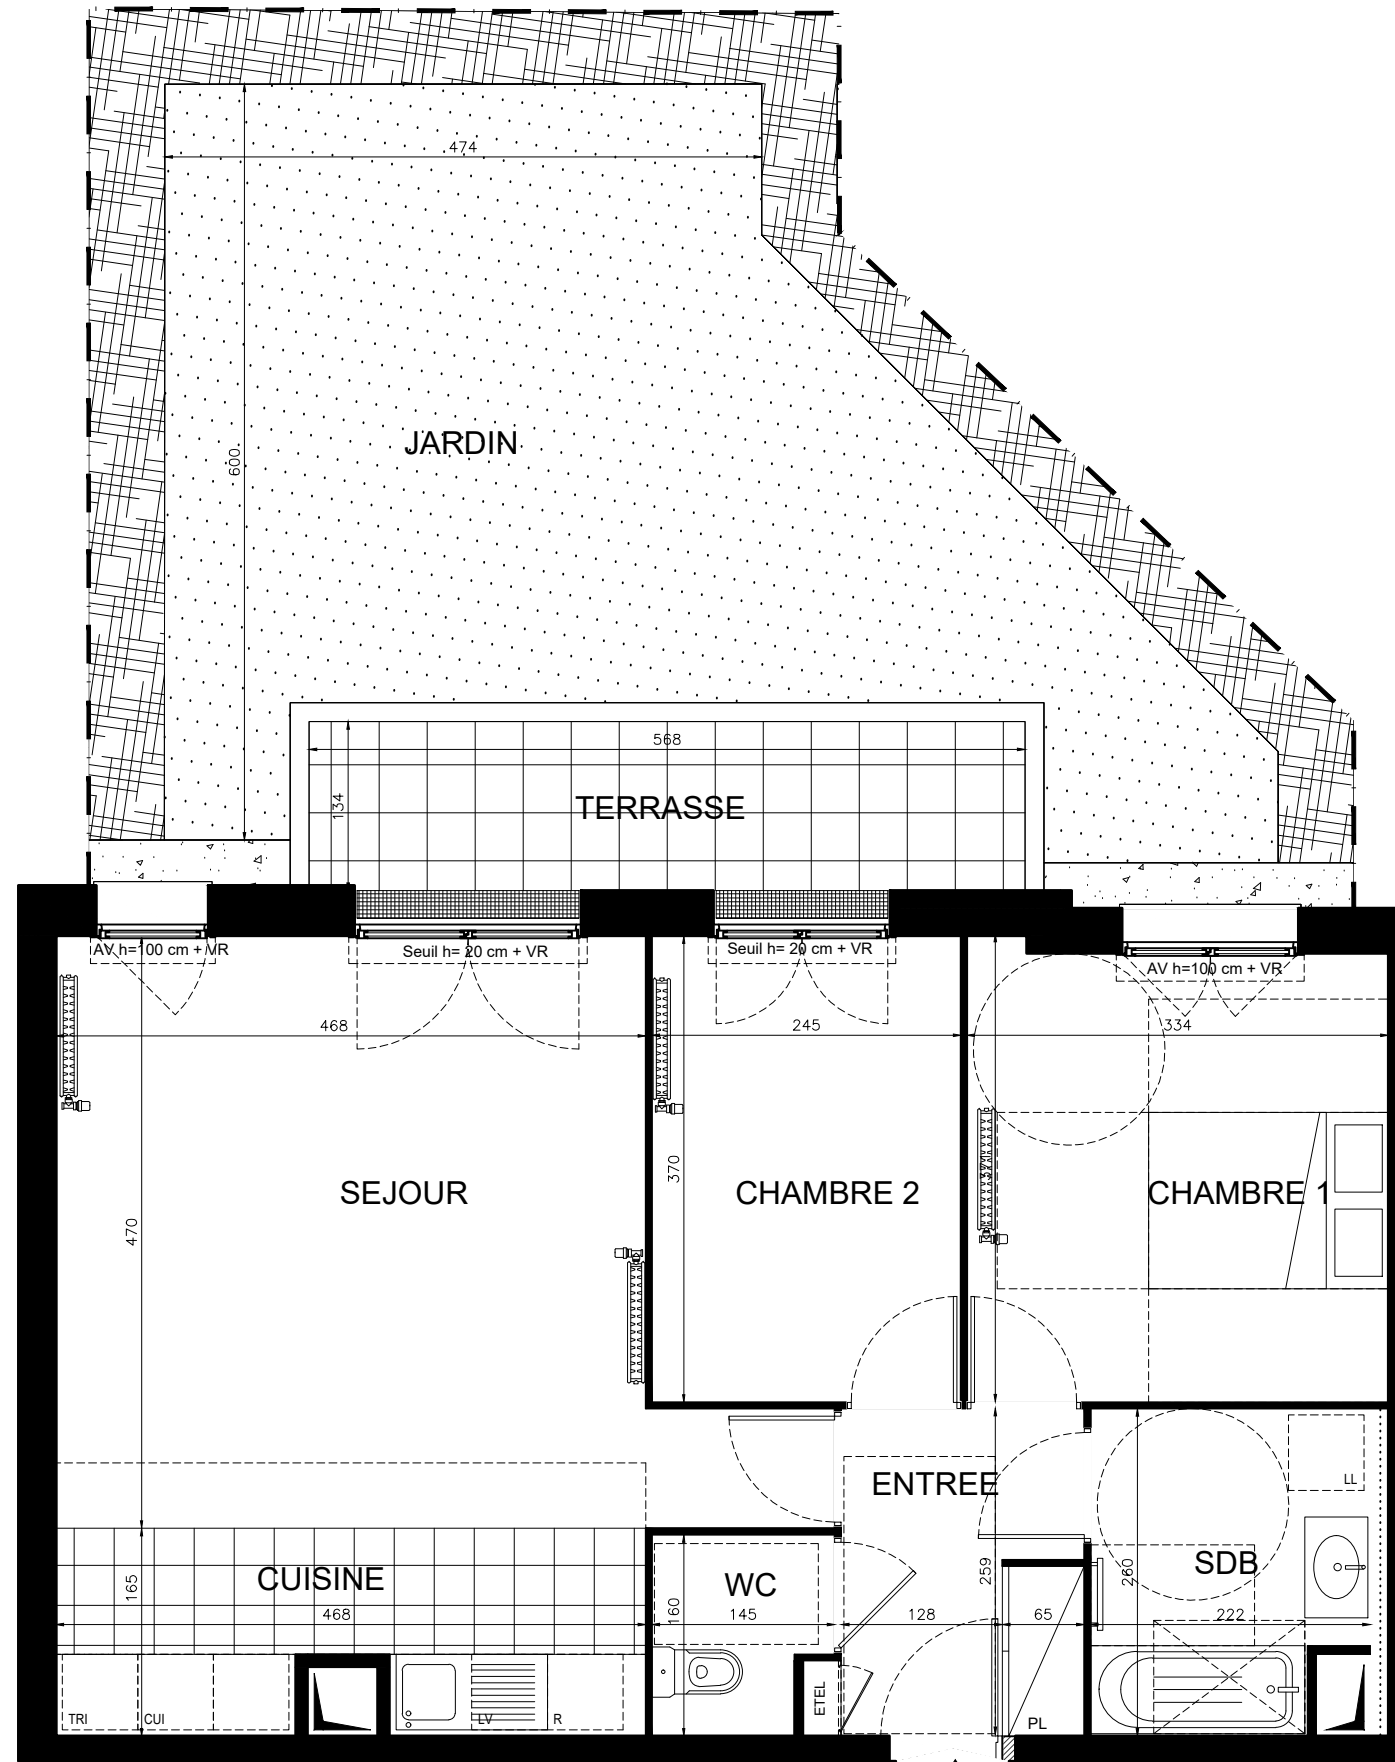 474
JARDIN
600
568
TERRASSE
134
AV h=100 cm + VR
Seuil h= 20 cm + VR
Seuil h= 20 cm + VR
AV h=100 cm + VR
468
245
334
370
SEJOUR
CHAMBRE 2
CHAMBRE 1
470
ENTREE
LL
CUISINE
WC
SDB
165
259
260
468
160
145
128
65
222
TRI
CUI
LV
R
ETEL
PL